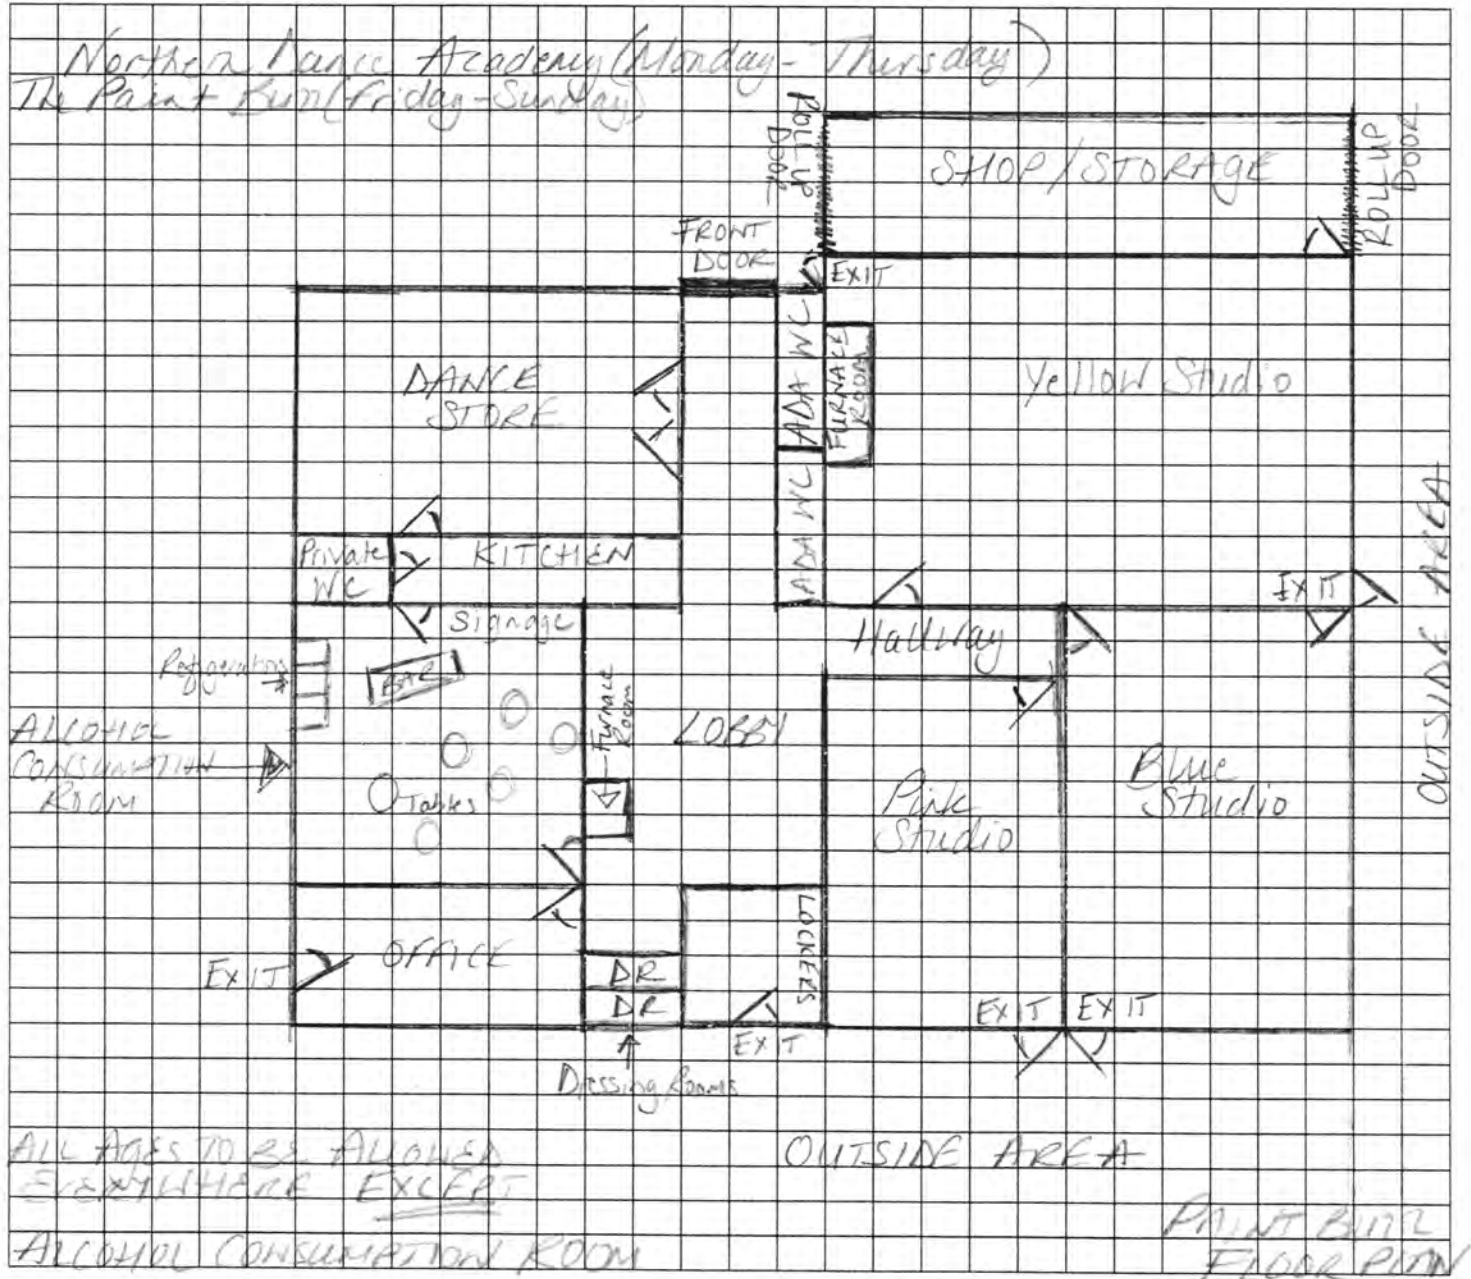 Northern Dance Academy (Monday - Thursday)
The Paint (Friday-Sunday)
ROLL UP
DOOR
SHOP/STORAGE
ROLL UP
DOOR
FRONT
DOOR
EXIT
DANCE
STORE
ADA WC
FURNACE
ROOM
Yellow Studio
ADA WC
Private
WC
KITCHEN
EXIT
OUTSIDE AREA
Signage
Hallway
BAR
Furnace
Room
LOBBY
ALCOHOL
CONSUMPTION
ROOM
Tables
Pink
Studio
Blue
Studio
EXIT
OFFICE
DR
DR
LOCKERS
EXIT
EXIT
EXIT
Dressing Rooms
ALL AGES TO BE ALLOWED
EVERYWHERE EXCEPT
ALCOHOL CONSUMPTION ROOM
OUTSIDE AREA
PAINT BUZZ
FLOOR PLAN